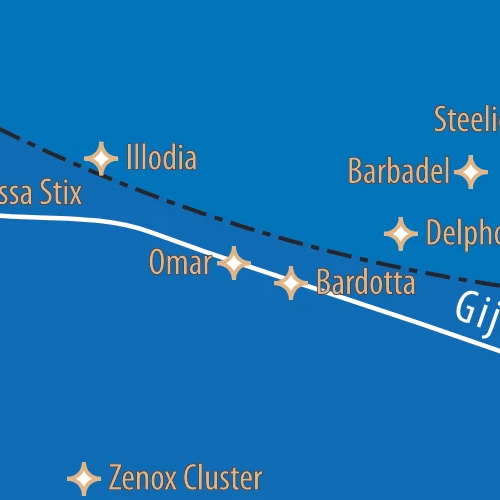 Steeli
Illodia
Barbadel
ssa Stix
Delpho
Omar
Bardotta
Gij
Zenox Cluster